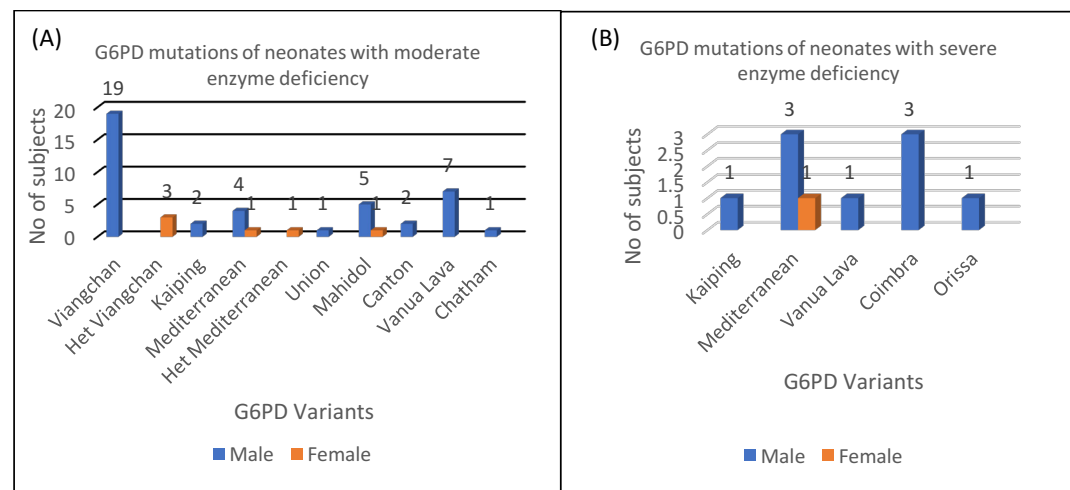 (A)
G6PD mutations of neonates with moderate
enzyme deficiency
No of subjects
20
15
10
5
0
19
3
2
4
1
1
1
5
1
2
7
1
Viangchan
Het Viangchan
Kaiping
Mediterranean
Het Mediterranean
Union
Mahidol
Canton
Vanua Lava
Chatham
G6PD Variants
Male Female
(B)
G6PD mutations of neonates with severe
enzyme deficiency
No of subjects
3
2.5
2
1.5
1
0.5
0
1
3
1
1
3
1
Kaiping
Mediterranean
Vanua Lava
Coimbra
Orissa
G6PD Variants
Male Female